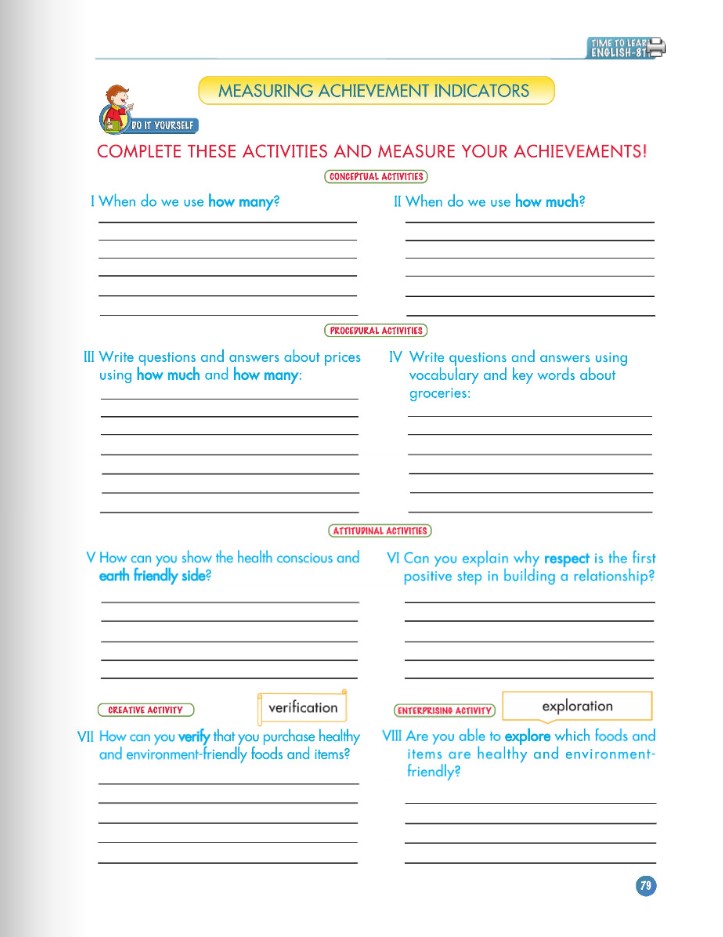 TIME TO LEAR
ENGLISH-8T
MEASURING ACHIEVEMENT INDICATORS
DO IT YOURSELF
COMPLETE THESE ACTIVITIES AND MEASURE YOUR ACHIEVEMENTS!
CONCEPTUAL ACTIVITIES
I When do we use how many?
II When do we use how much?
PROCEDURAL ACTIVITIES
III Write questions and answers about prices
using how much and how many:
IV Write questions and answers using
vocabulary and key words about
groceries:
ATTITUDINAL ACTIVITIES
V How can you show the health conscious and
earth friendly side?
VI Can you explain why respect is the first
positive step in building a relationship?
CREATIVE ACTIVITY
verification
VII How can you verify that you purchase healthy
and environment-friendly foods and items?
ENTERPRISING ACTIVITY
exploration
VIII Are you able to explore which foods and
items are healthy and environment-
friendly?
79